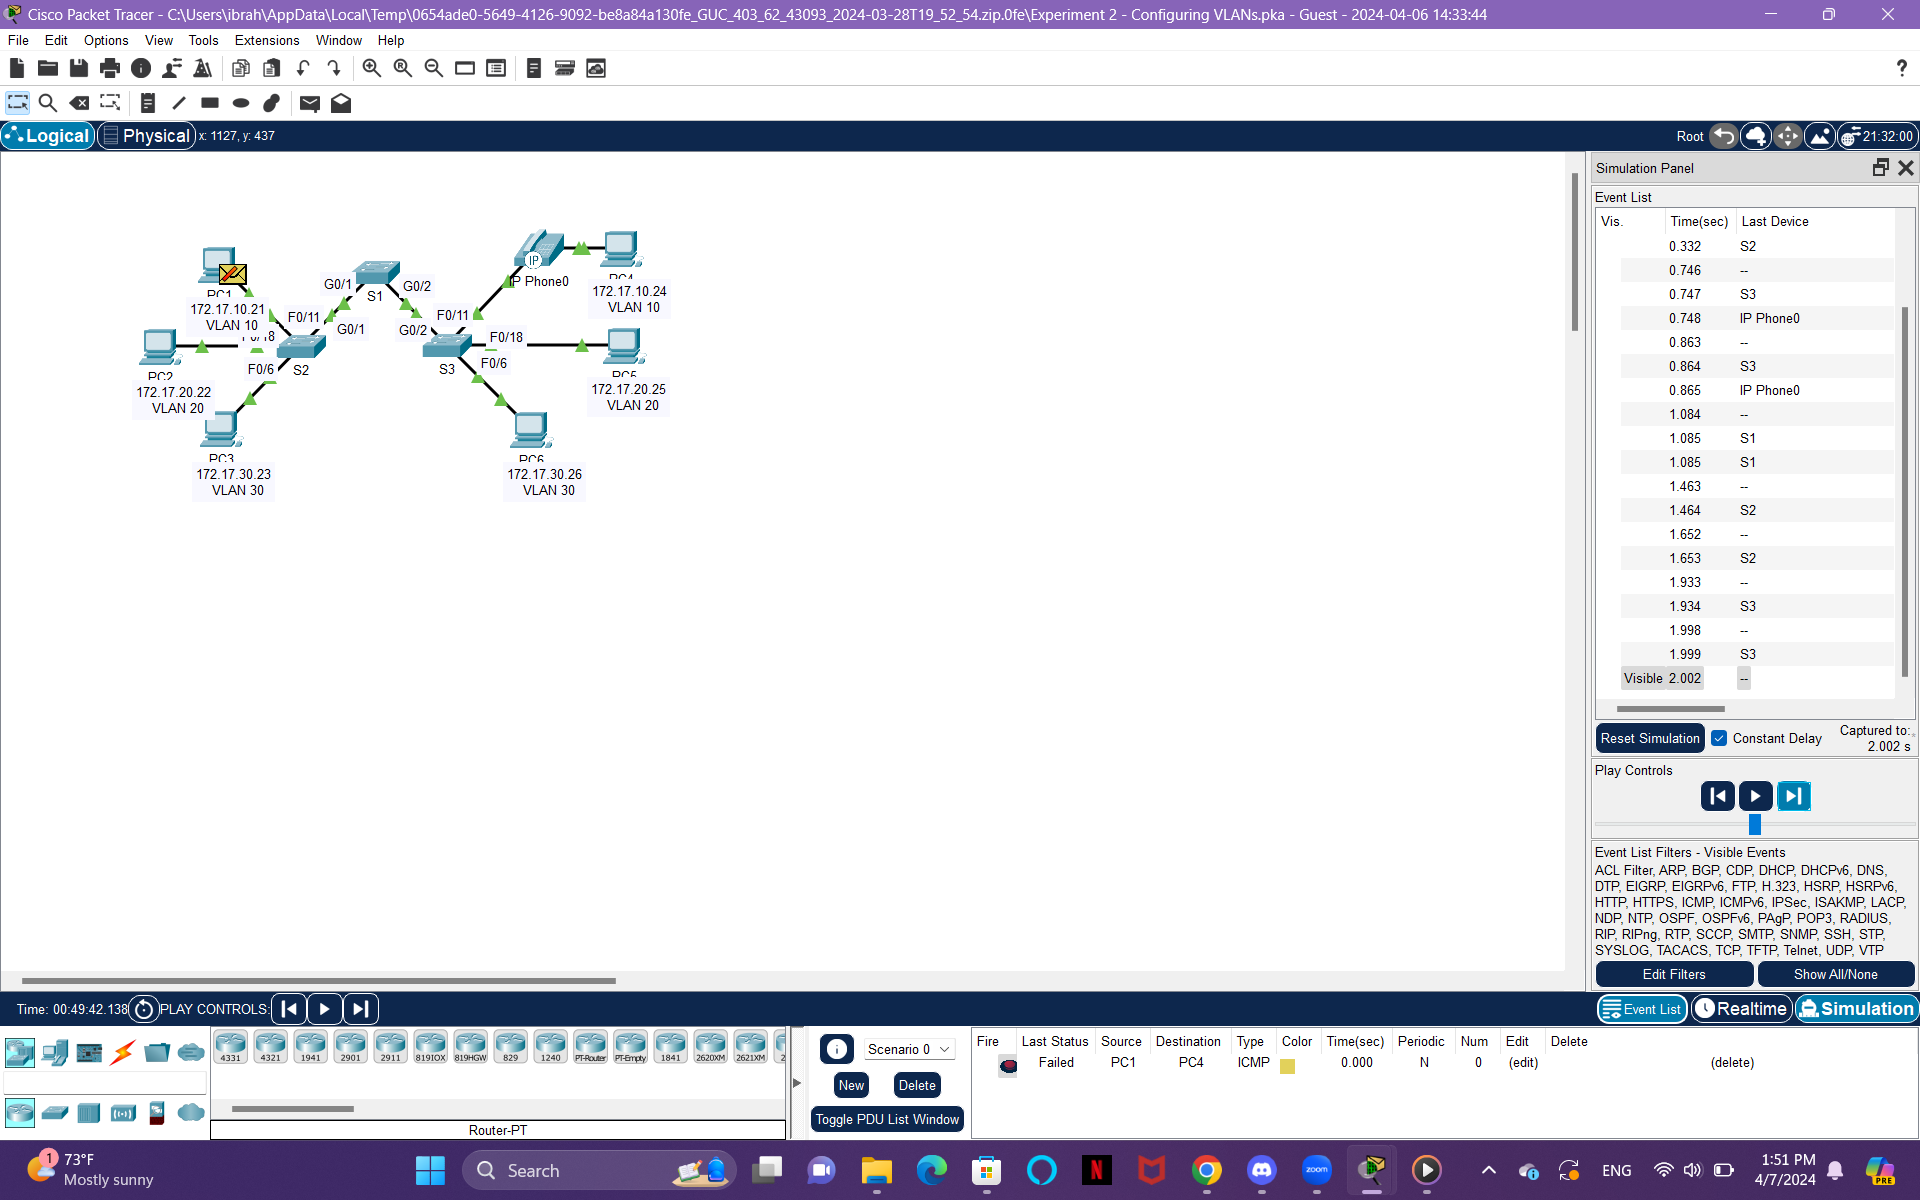 Cisco Packet Tracer - C:\Users\ibrah\AppData\Local\Temp\0654ade0-5649-4126-9092-be8a84a130fe_GUC_403_62_43093_2024-03-28T19_52_54.zip.0fe\Experiment 2 - Configuring VLANs.pka - Guest - 2024-04-06 14:33:44
File Edit Options View Tools Extensions Window Help
?
Logical Physical x: 1127, y: 437
Root 21:32:00
PC1
172.17.10.21
VLAN 10
PC2
172.17.20.22
VLAN 20
PC3
172.17.30.23
VLAN 30
F0/11
F0/18
F0/6
S2
G0/1
G0/1
S1
G0/2
G0/2
S3
F0/11
F0/18
F0/6
IP
IP Phone0
PC4
172.17.10.24
VLAN 10
PC5
172.17.20.25
VLAN 20
PC6
172.17.30.26
VLAN 30
Simulation Panel
Event List
Vis. Time(sec) Last Device
0.332 S2
0.746 --
0.747 S3
0.748 IP Phone0
0.863 --
0.864 S3
0.865 IP Phone0
1.084 --
1.085 S1
1.085 S1
1.463 --
1.464 S2
1.652 --
1.653 S2
1.933 --
1.934 S3
1.998 --
1.999 S3
Visible 2.002 --
Reset Simulation Constant Delay Captured to:
2.002 s
Play Controls
Event List Filters - Visible Events
ACL Filter, ARP, BGP, CDP, DHCP, DHCPv6, DNS,
DTP, EIGRP, EIGRPv6, FTP, H.323, HSRP, HSRPv6,
HTTP, HTTPS, ICMP, ICMPv6, IPSec, ISAKMP, LACP,
NDP, NTP, OSPF, OSPFv6, PAgP, POP3, RADIUS,
RIP, RIPng, RTP, SCCP, SMTP, SNMP, SSH, STP,
SYSLOG, TACACS, TCP, TFTP, Telnet, UDP, VTP
Edit Filters Show All/None
Time: 00:49:42.138 PLAY CONTROLS:
Event List Realtime Simulation
4331 4321 1941 2901 2911 819IOX 819HGW 829 1240 PT-Router PT-Empty 1841 2620XM 2621XM 2
Router-PT
Scenario 0
New Delete
Toggle PDU List Window
Fire Last Status Source Destination Type Color Time(sec) Periodic Num Edit Delete
Failed PC1 PC4 ICMP 0.000 N 0 (edit) (delete)
1
73°F
Mostly sunny
Search
zoom
ENG
1:51 PM
4/7/2024
PRE